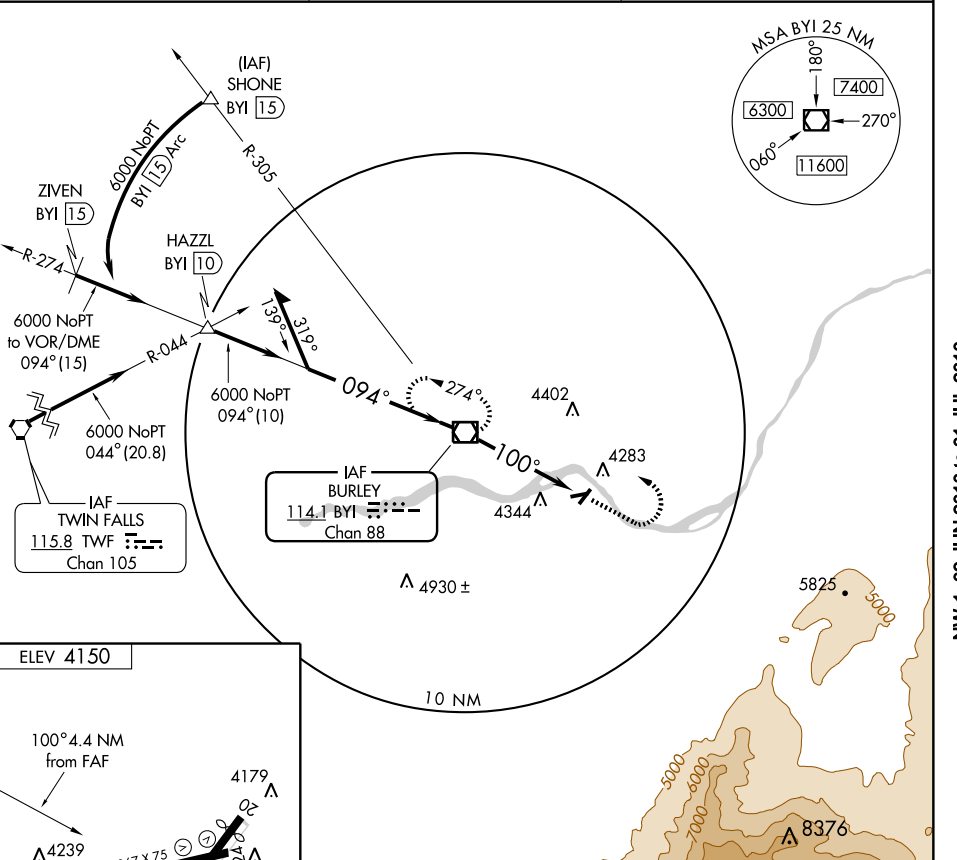 MSA BYI 25 NM
180°
7400
6300
270°
060°
11600
(IAF)
SHONE
BYI 15
6000 NoPT
BYI 15 Arc
R-305
ZIVEN
BYI 15
R-274
HAZZL
BYI 10
6000 NoPT
to VOR/DME
094° (15)
R-044
139°
319°
6000 NoPT
094° (10)
094°
274°
4402
6000 NoPT
044° (20.8)
100°
4283
IAF
BURLEY
114.1 BYI
Chan 88
4344
IAF
TWIN FALLS
115.8 TWF
Chan 105
4930 ±
5825
5000
10 NM
ELEV 4150
100° 4.4 NM
from FAF
4179
20
4239
X 75
5000
6000
7000
8376